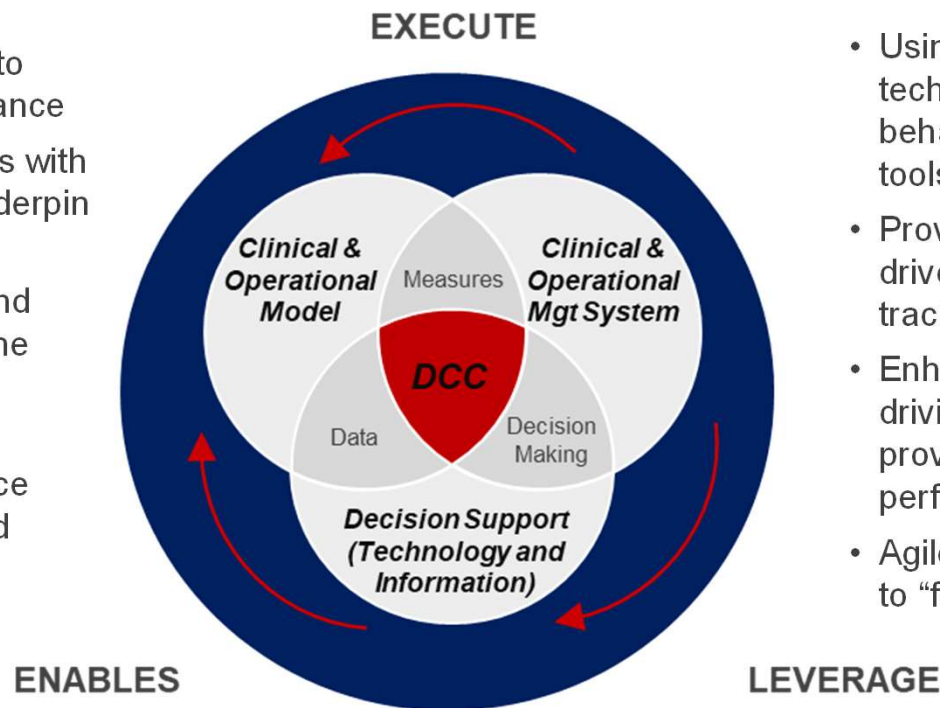 EXECUTE
to
ance
s with
derpin
nd
ne
ce
d
Clinical &
Operational
Model
Measures
Clinical &
Operational
Mgt System
DCC
Data
Decision
Making
Decision Support
(Technology and
Information)
• Usin
tech
beha
tools
• Prov
drive
trac
• Enh
drivi
prov
perf
• Agil
to “f
ENABLES
LEVERAGE